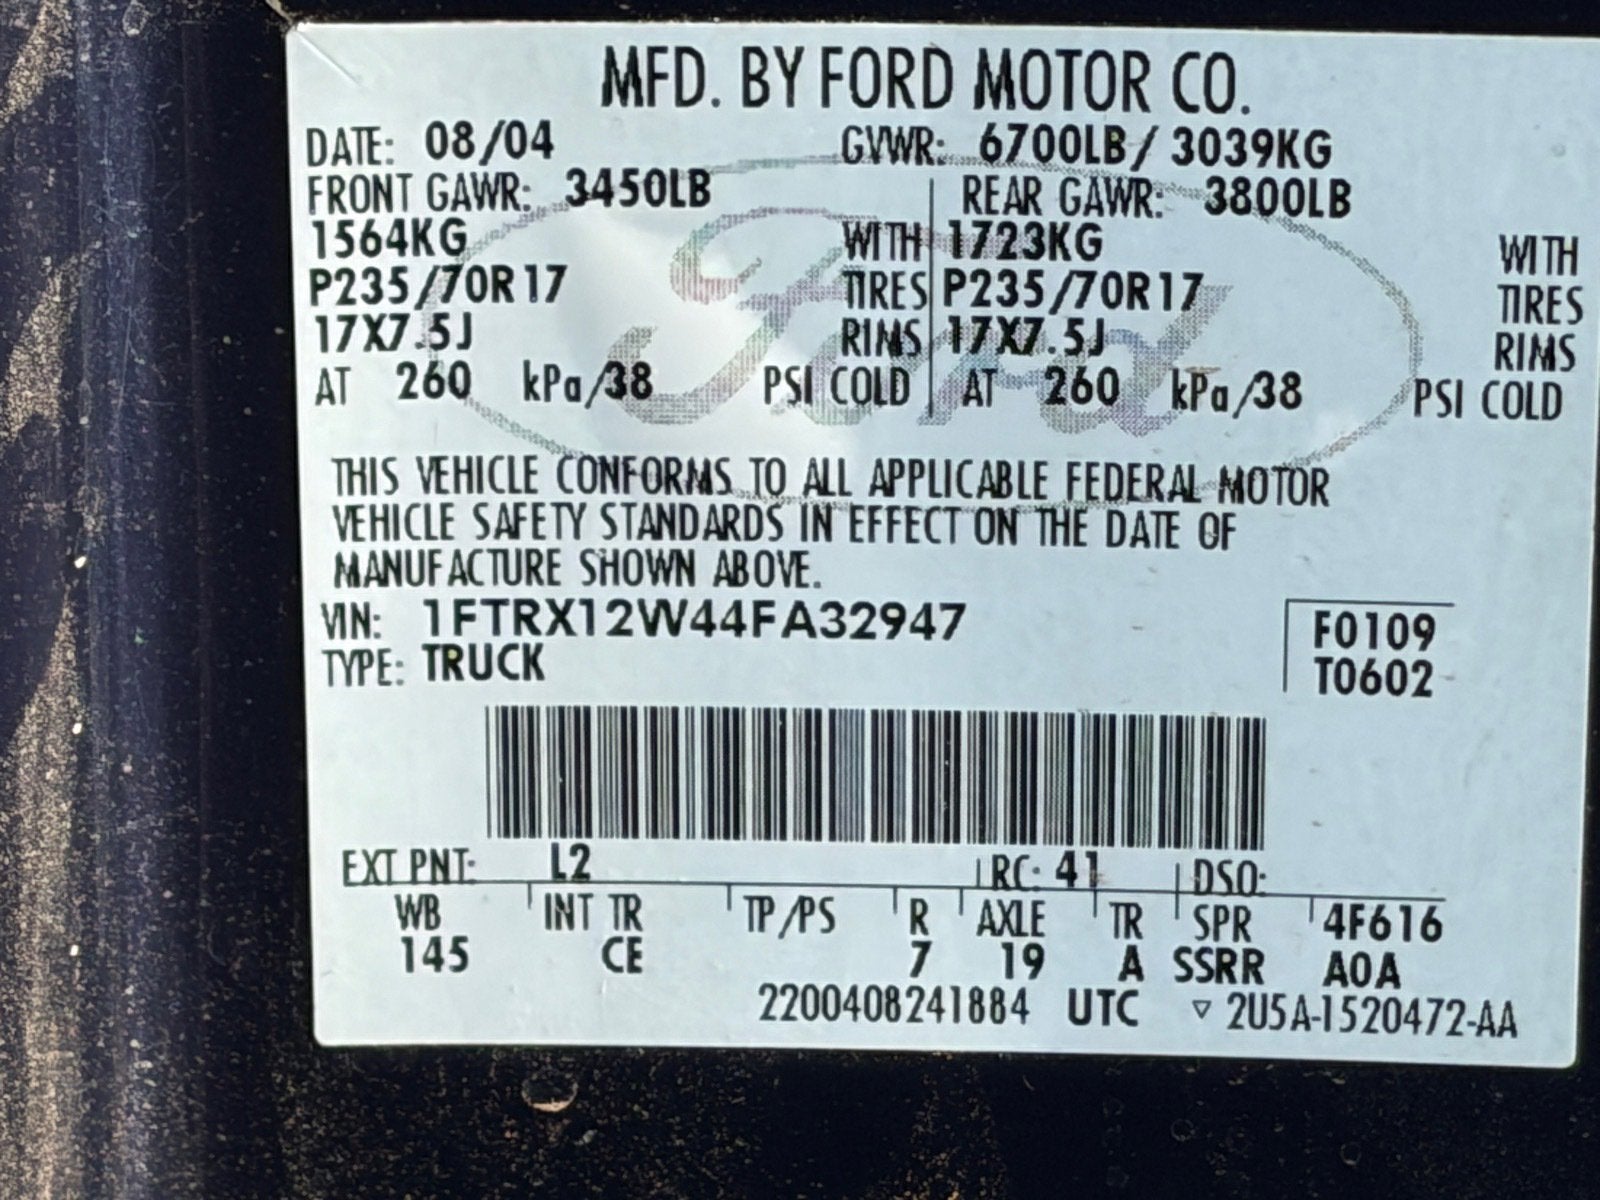 MFD. BY FORD MOTOR CO.
DATE: 08/04 GVWR: 6700LB/ 3039KG
FRONT GAWR: 3450LB REAR GAWR: 3800LB
1564KG WITH 1723KG WITH
P235/70R17 TIRES P235/70R17 TIRES
17X7.5J RIMS 17X7.5J RIMS
AT 260 kPa/38 PSI COLD AT 260 kPa/38 PSI COLD
Ford
THIS VEHICLE CONFORMS TO ALL APPLICABLE FEDERAL MOTOR
VEHICLE SAFETY STANDARDS IN EFFECT ON THE DATE OF
MANUFACTURE SHOWN ABOVE.
VIN: 1FTRX12W44FA32947 F0109
TYPE: TRUCK T0602
EXT PNT: L2 RC: 41 DSO:
WB INT TR TP/PS R AXLE TR SPR 4F616
145 CE 7 19 A SSRR A0A
2200408241884 UTC ▽ 2U5A-1520472-AA